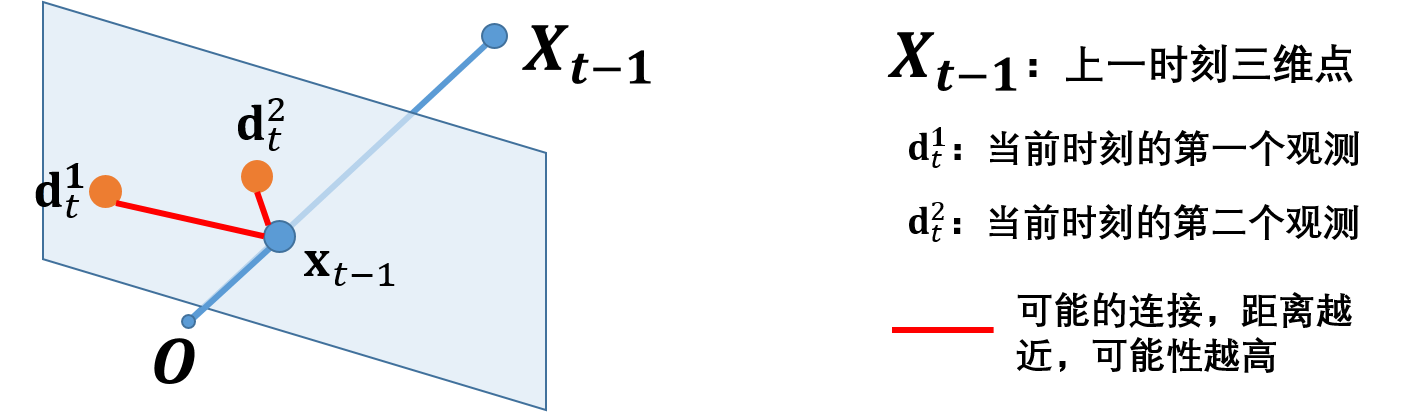 X_{t-1}
d_t^2
d_t^1
x_{t-1}
O
X_{t-1}：上一时刻三维点
d_t^1：当前时刻的第一个观测
d_t^2：当前时刻的第二个观测
可能的连接，距离越
近，可能性越高